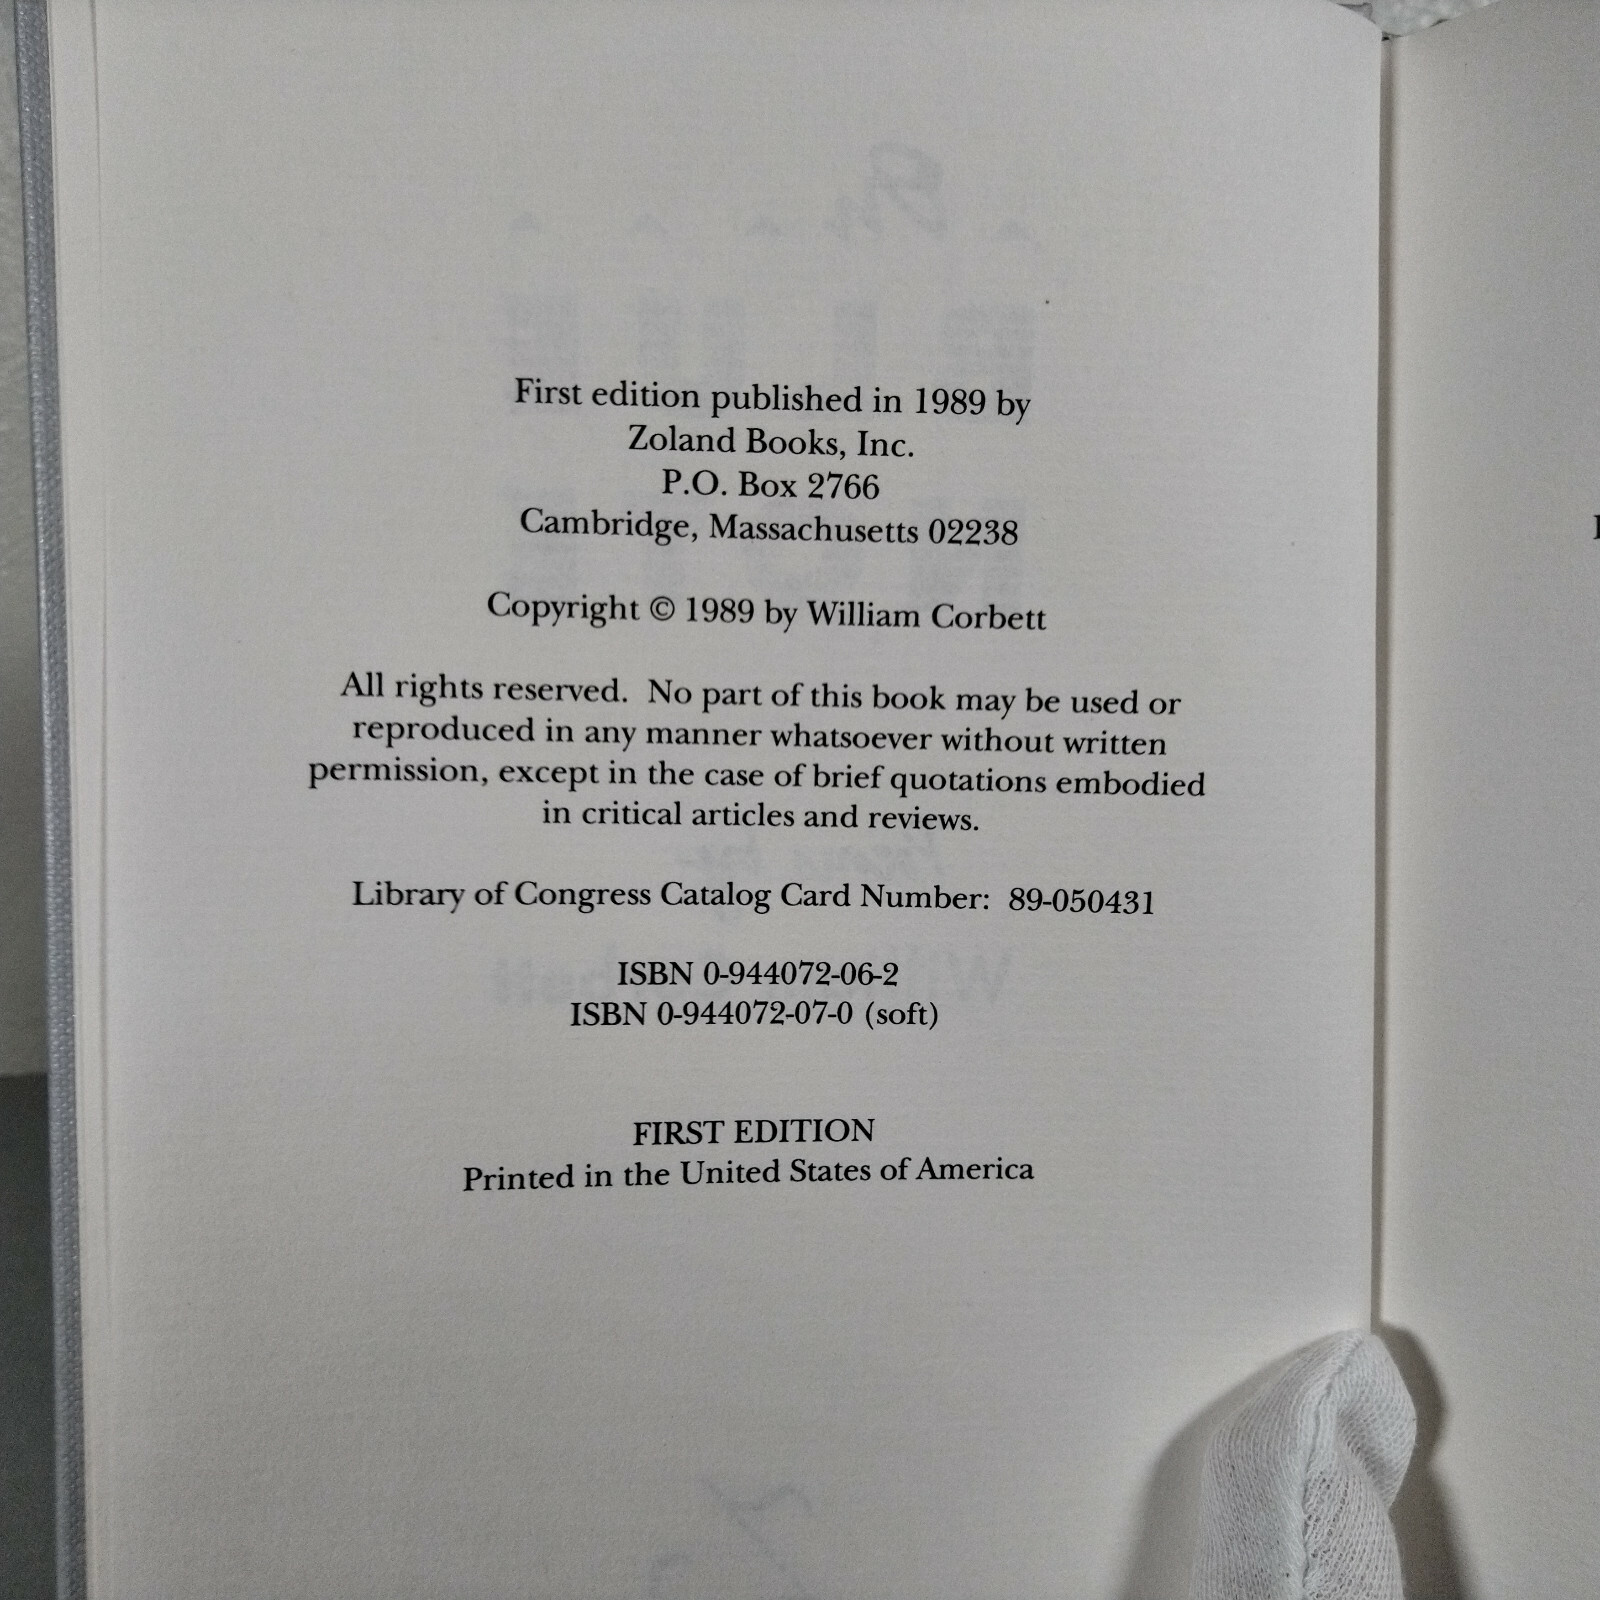 First edition published in 1989 by
Zoland Books, Inc.
P.O. Box 2766
Cambridge, Massachusetts 02238
Copyright © 1989 by William Corbett
All rights reserved. No part of this book may be used or
reproduced in any manner whatsoever without written
permission, except in the case of brief quotations embodied
in critical articles and reviews.
Library of Congress Catalog Card Number: 89-050431
ISBN 0-944072-06-2
ISBN 0-944072-07-0 (soft)
FIRST EDITION
Printed in the United States of America